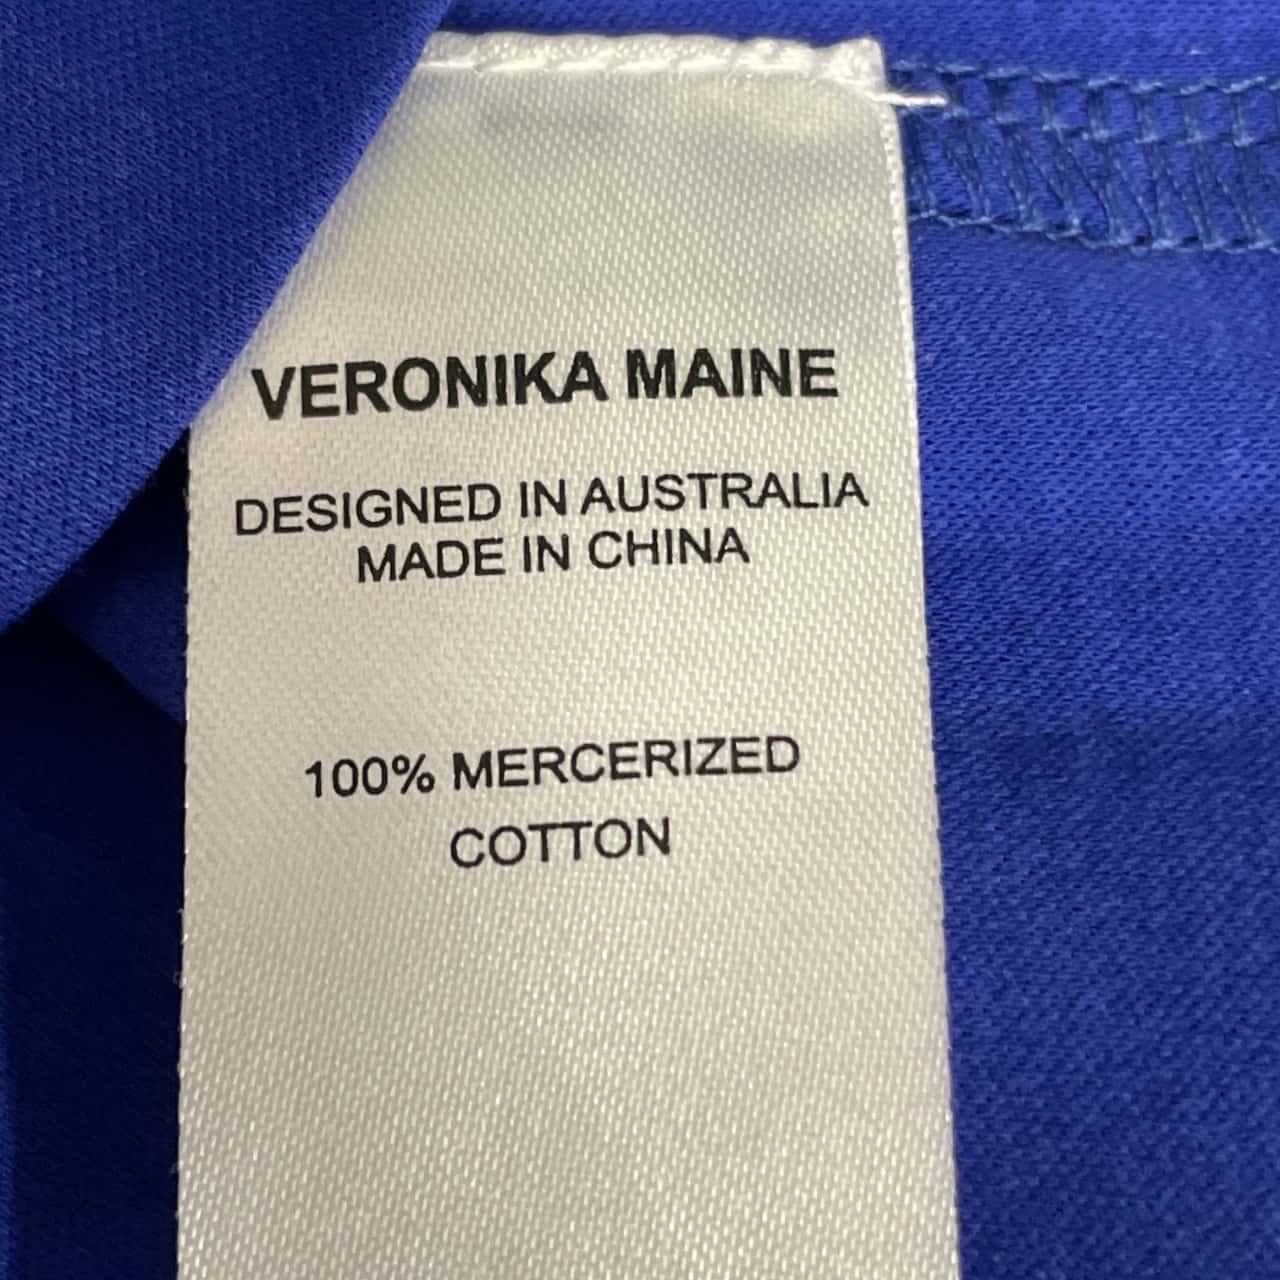 VERONIKA MAINE
DESIGNED IN AUSTRALIA
MADE IN CHINA
100% MERCERIZED
COTTON